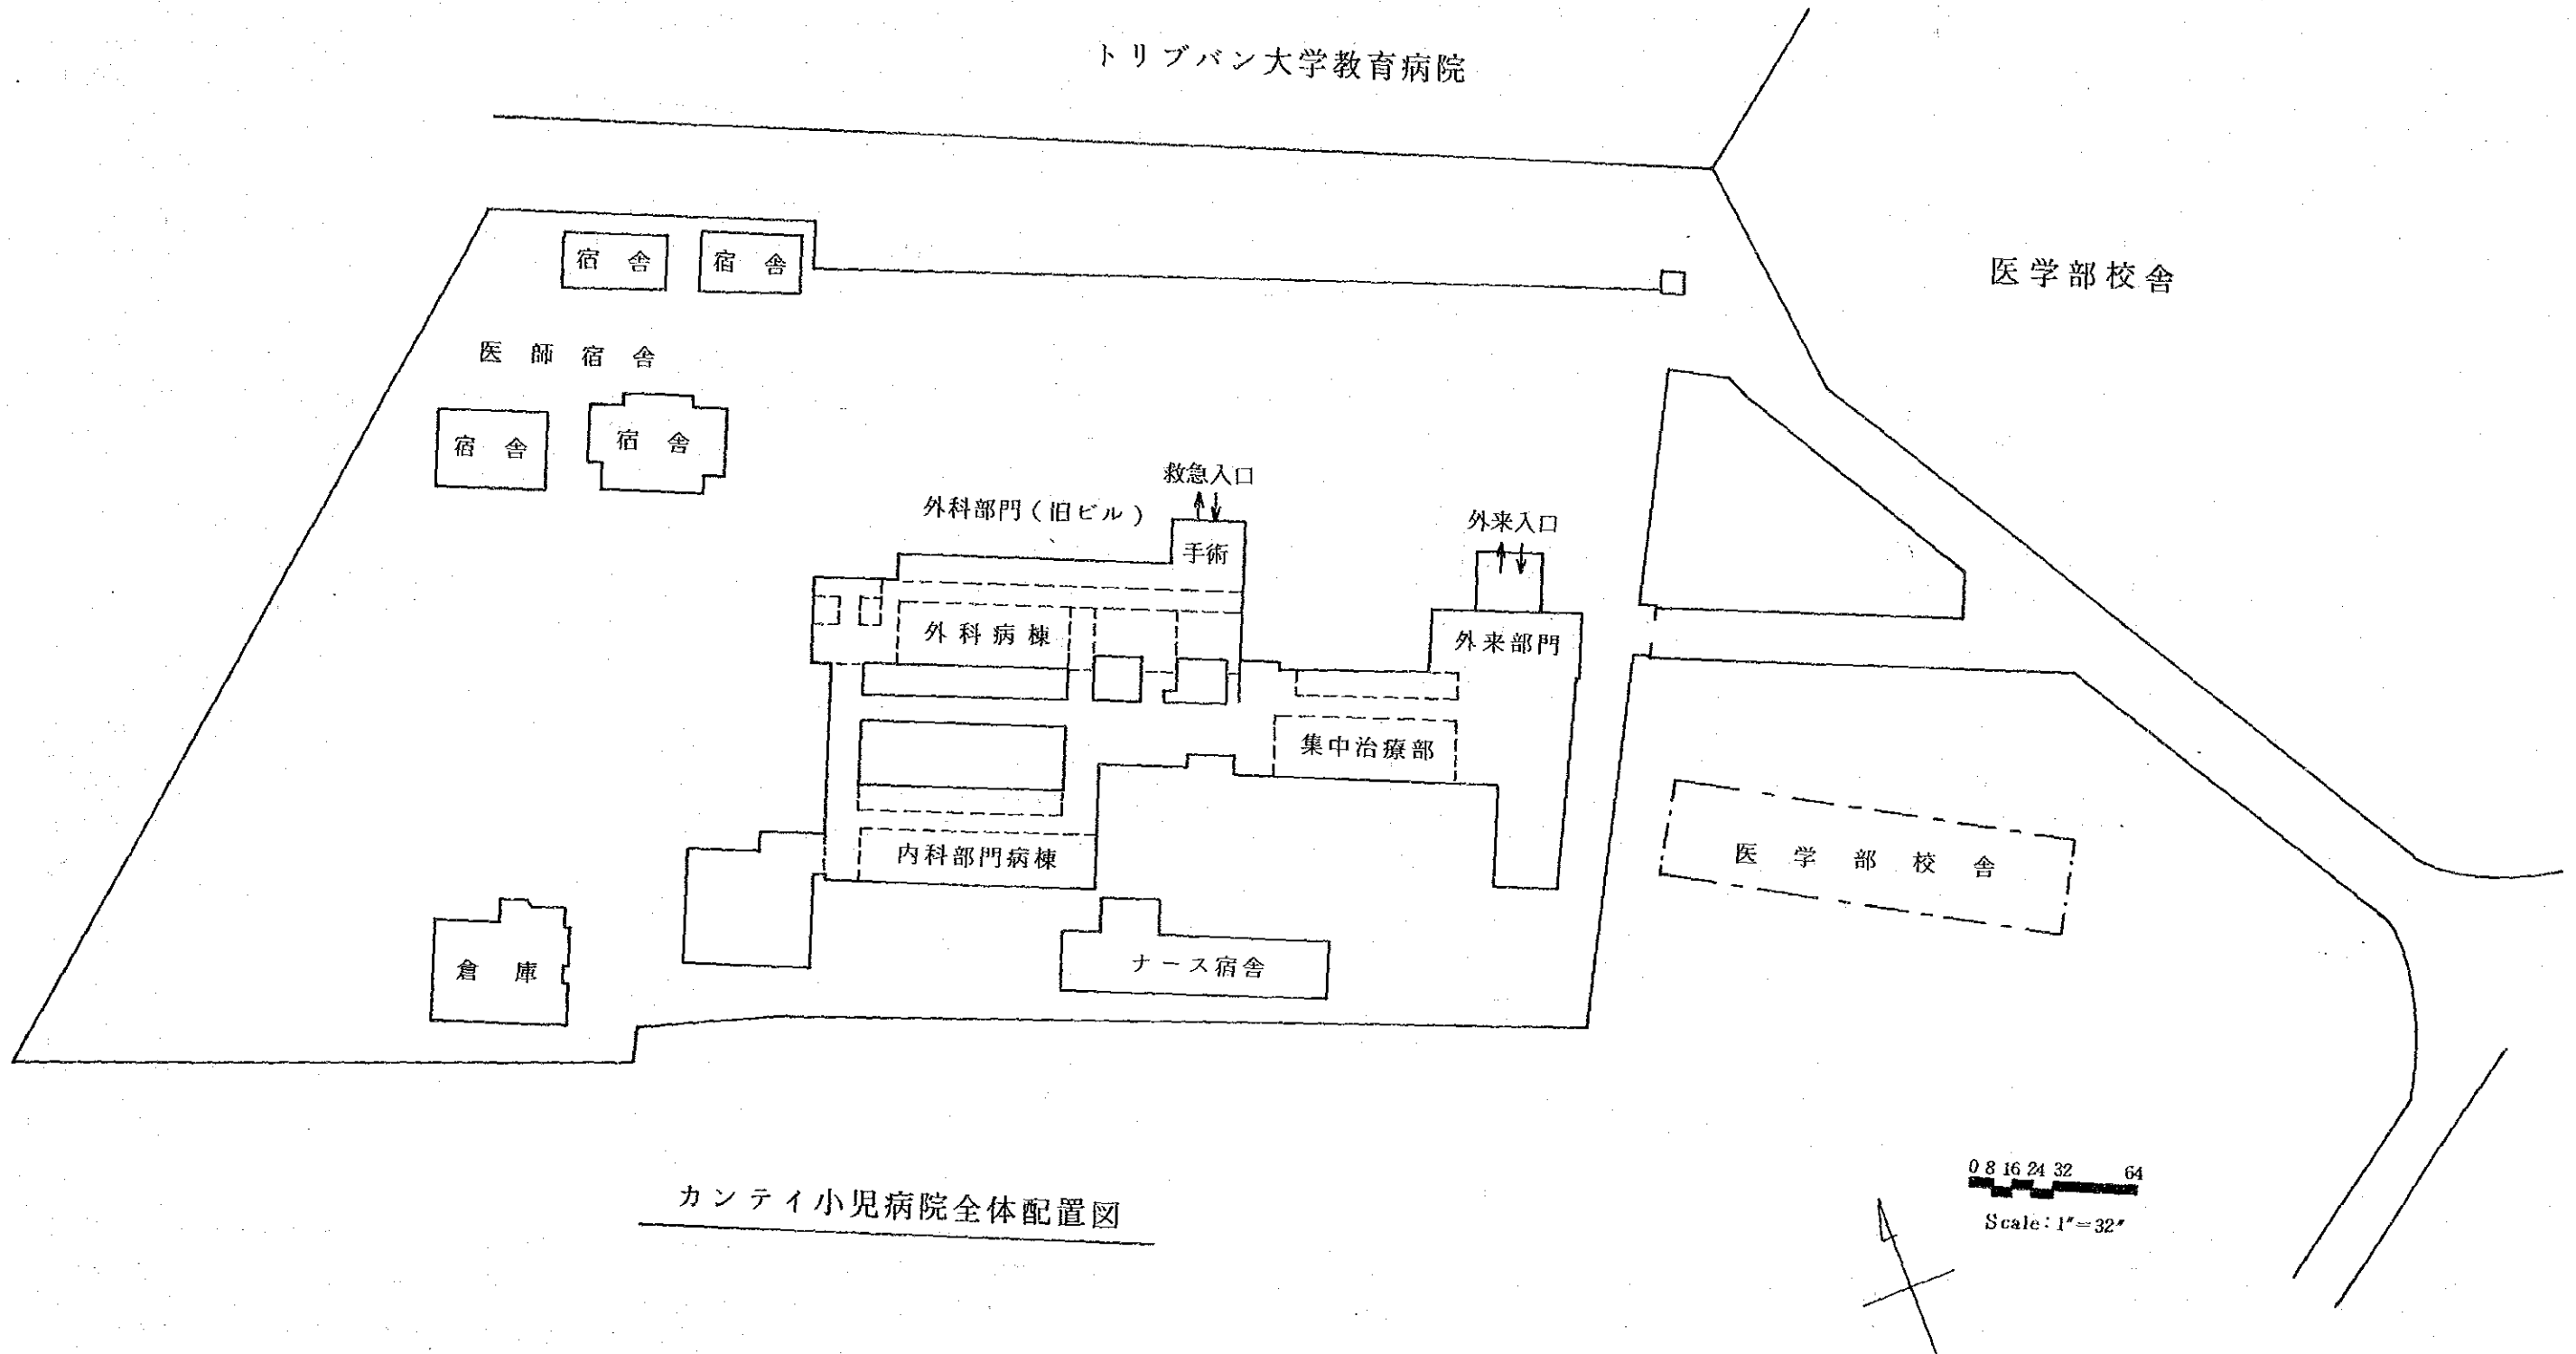 トリブバン大学教育病院
宿舎
宿舎
医学部校舎
医師宿舎
宿舎
宿舎
救急入口
外科部門(旧ビル)
外来入口
手術
外科病棟
外来部門
集中治療部
内科部門病棟
医学部校舎
倉庫
ナース宿舎
0 8 16 24 32 64
Scale: 1″=32″
カンティ小児病院全体配置図